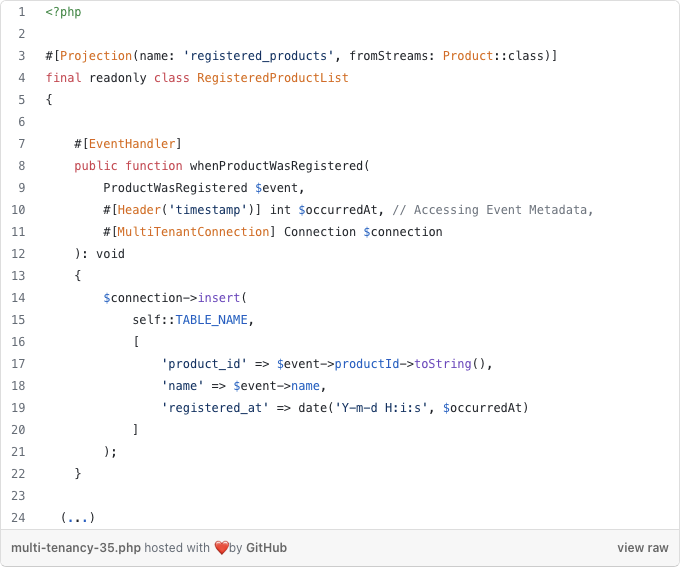 1 <?php
2
3 #[Projection(name: 'registered_products', fromStreams: Product::class)]
4 final readonly class RegisteredProductList
5 {
6
7     #[EventHandler]
8     public function whenProductWasRegistered(
9         ProductWasRegistered $event,
10         #[Header('timestamp')] int $occurredAt, // Accessing Event Metadata,
11         #[MultiTenantConnection] Connection $connection
12     ): void
13     {
14         $connection->insert(
15             self::TABLE_NAME,
16             [
17                 'product_id' => $event->productId->toString(),
18                 'name' => $event->name,
19                 'registered_at' => date('Y-m-d H:i:s', $occurredAt)
20             ]
21         );
22     }
23
24   (...)
multi-tenancy-35.php hosted with ❤ by GitHub view raw